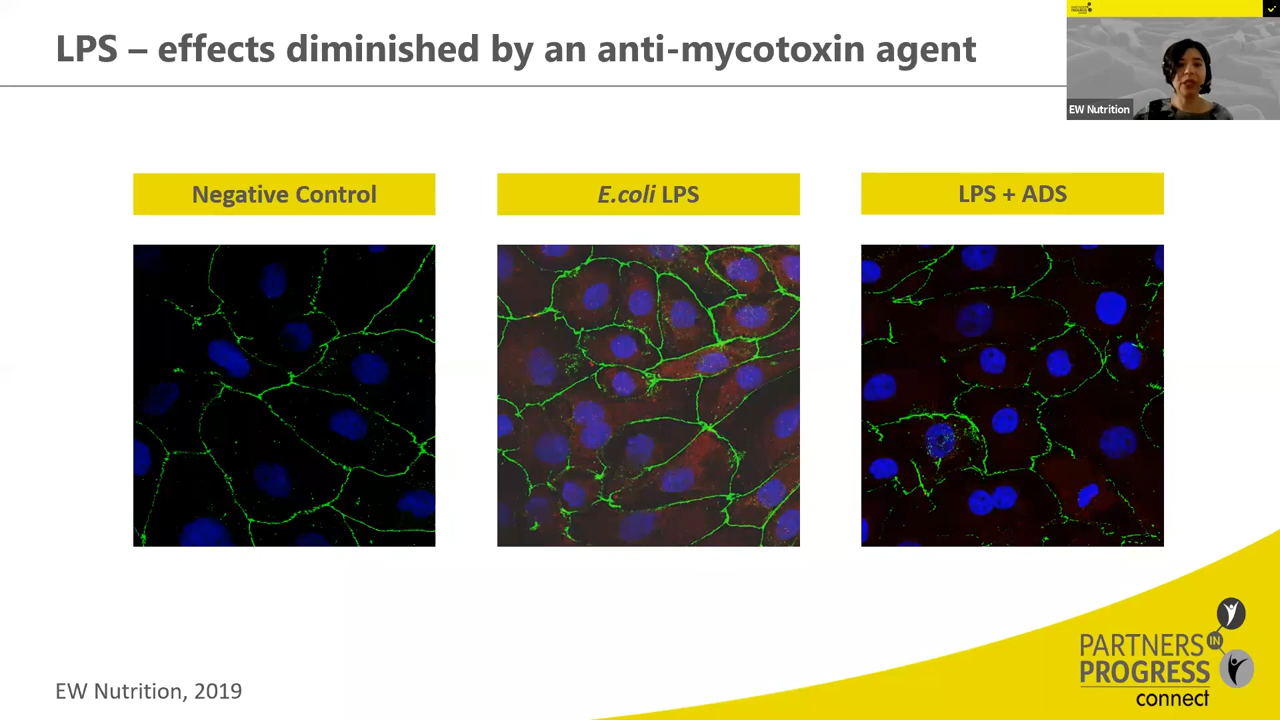 LPS – effects diminished by an anti-mycotoxin agent
EW Nutrition
Negative Control
E.coli LPS
LPS + ADS
EW Nutrition, 2019
PARTNERS IN
PROGRESS
connect